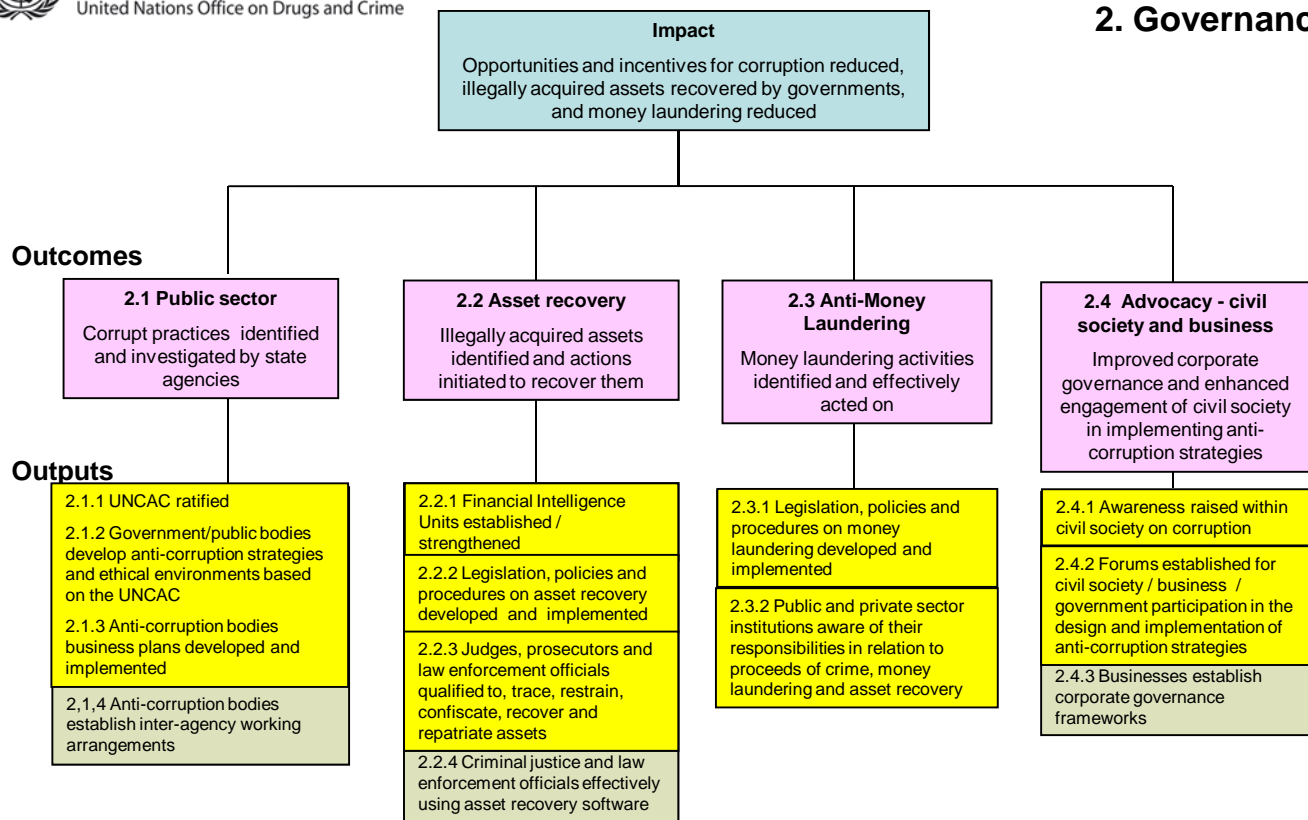 United Nations Office on Drugs and Crime
2. Governanc
Impact
Opportunities and incentives for corruption reduced,
illegally acquired assets recovered by governments,
and money laundering reduced
Outcomes
2.1 Public sector
Corrupt practices identified
and investigated by state
agencies
2.2 Asset recovery
Illegally acquired assets
identified and actions
initiated to recover them
2.3 Anti-Money
Laundering
Money laundering activities
identified and effectively
acted on
2.4 Advocacy - civil
society and business
Improved corporate
governance and enhanced
engagement of civil society
in implementing anti-
corruption strategies
Outputs
2.1.1 UNCAC ratified
2.1.2 Government/public bodies
develop anti-corruption strategies
and ethical environments based
on the UNCAC
2.1.3 Anti-corruption bodies
business plans developed and
implemented
2,1,4 Anti-corruption bodies
establish inter-agency working
arrangements
2.2.1 Financial Intelligence
Units established /
strengthened
2.2.2 Legislation, policies and
procedures on asset recovery
developed and implemented
2.2.3 Judges, prosecutors and
law enforcement officials
qualified to, trace, restrain,
confiscate, recover and
repatriate assets
2.2.4 Criminal justice and law
enforcement officials effectively
using asset recovery software
2.3.1 Legislation, policies and
procedures on money
laundering developed and
implemented
2.3.2 Public and private sector
institutions aware of their
responsibilities in relation to
proceeds of crime, money
laundering and asset recovery
2.4.1 Awareness raised within
civil society on corruption
2.4.2 Forums established for
civil society / business /
government participation in the
design and implementation of
anti-corruption strategies
2.4.3 Businesses establish
corporate governance
frameworks